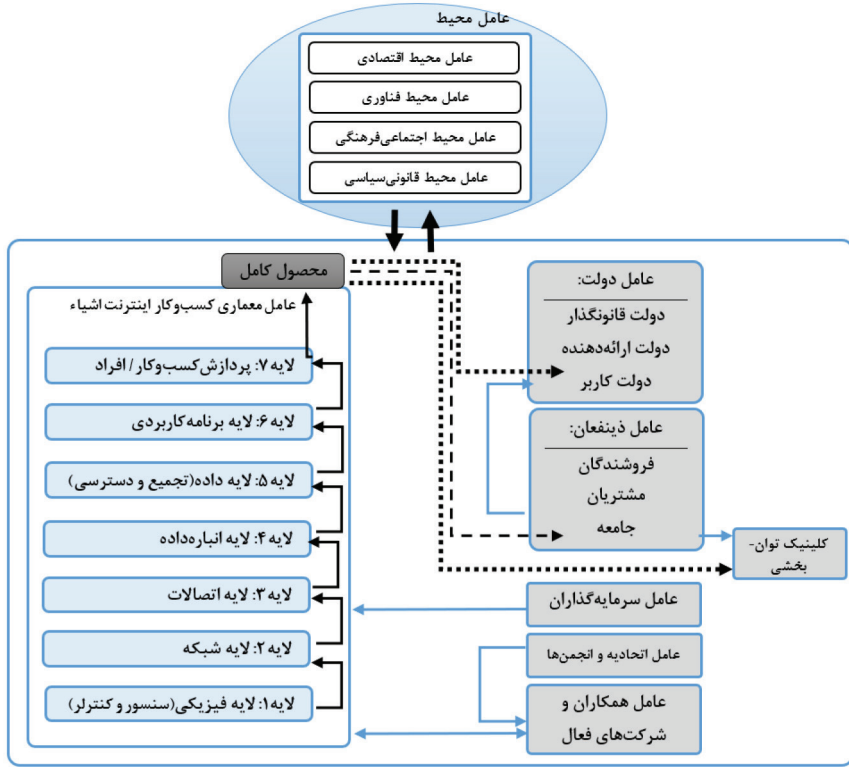 عامل محیط
عامل محیط اقتصادی
عامل محیط فناوری
عامل محیط اجتماعی‌فرهنگی
عامل محیط قانونی‌سیاسی
محصول کامل
عامل معماری کسب‌وکار اینترنت اشیاء
لایه ۷: پردازش کسب‌وکار / افراد
لایه ۶: لایه برنامه کاربردی
لایه ۵: لایه داده(تجمیع و دسترسی)
لایه ۴: لایه انباره‌داده
لایه ۳: لایه اتصالات
لایه ۲: لایه شبکه
لایه ۱: لایه فیزیکی(سنسور و کنترلر)
عامل دولت:
دولت قانونگذار
دولت ارائه‌دهنده
دولت کاربر
عامل ذینفعان:
فروشندگان
مشتریان
جامعه
کلینیک توان-
بخشی
عامل سرمایه‌گذاران
عامل اتحادیه و انجمن‌ها
عامل همکاران و
شرکت‌های فعال